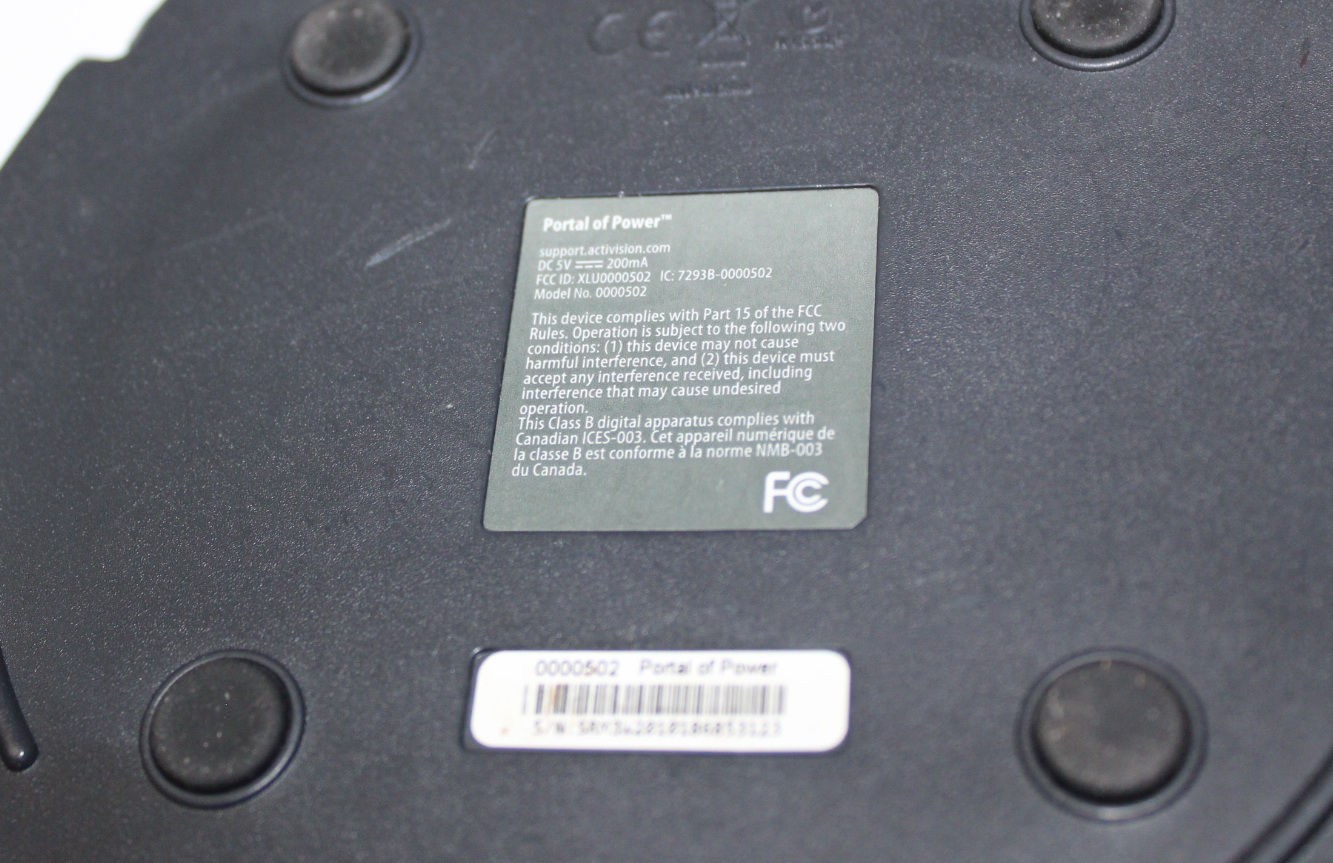 CE
Portal of Power™
support.activision.com
DC 5V ⎓ 200mA
FCC ID: XLU0000502 IC: 7293B-0000502
Model No. 0000502
This device complies with Part 15 of the FCC
Rules. Operation is subject to the following two
conditions: (1) this device may not cause
harmful interference, and (2) this device must
accept any interference received, including
interference that may cause undesired
operation.
This Class B digital apparatus complies with
Canadian ICES-003. Cet appareil numérique de
la classe B est conforme à la norme NMB-003
du Canada.
FC
0000502 Portal of Power
S/N: